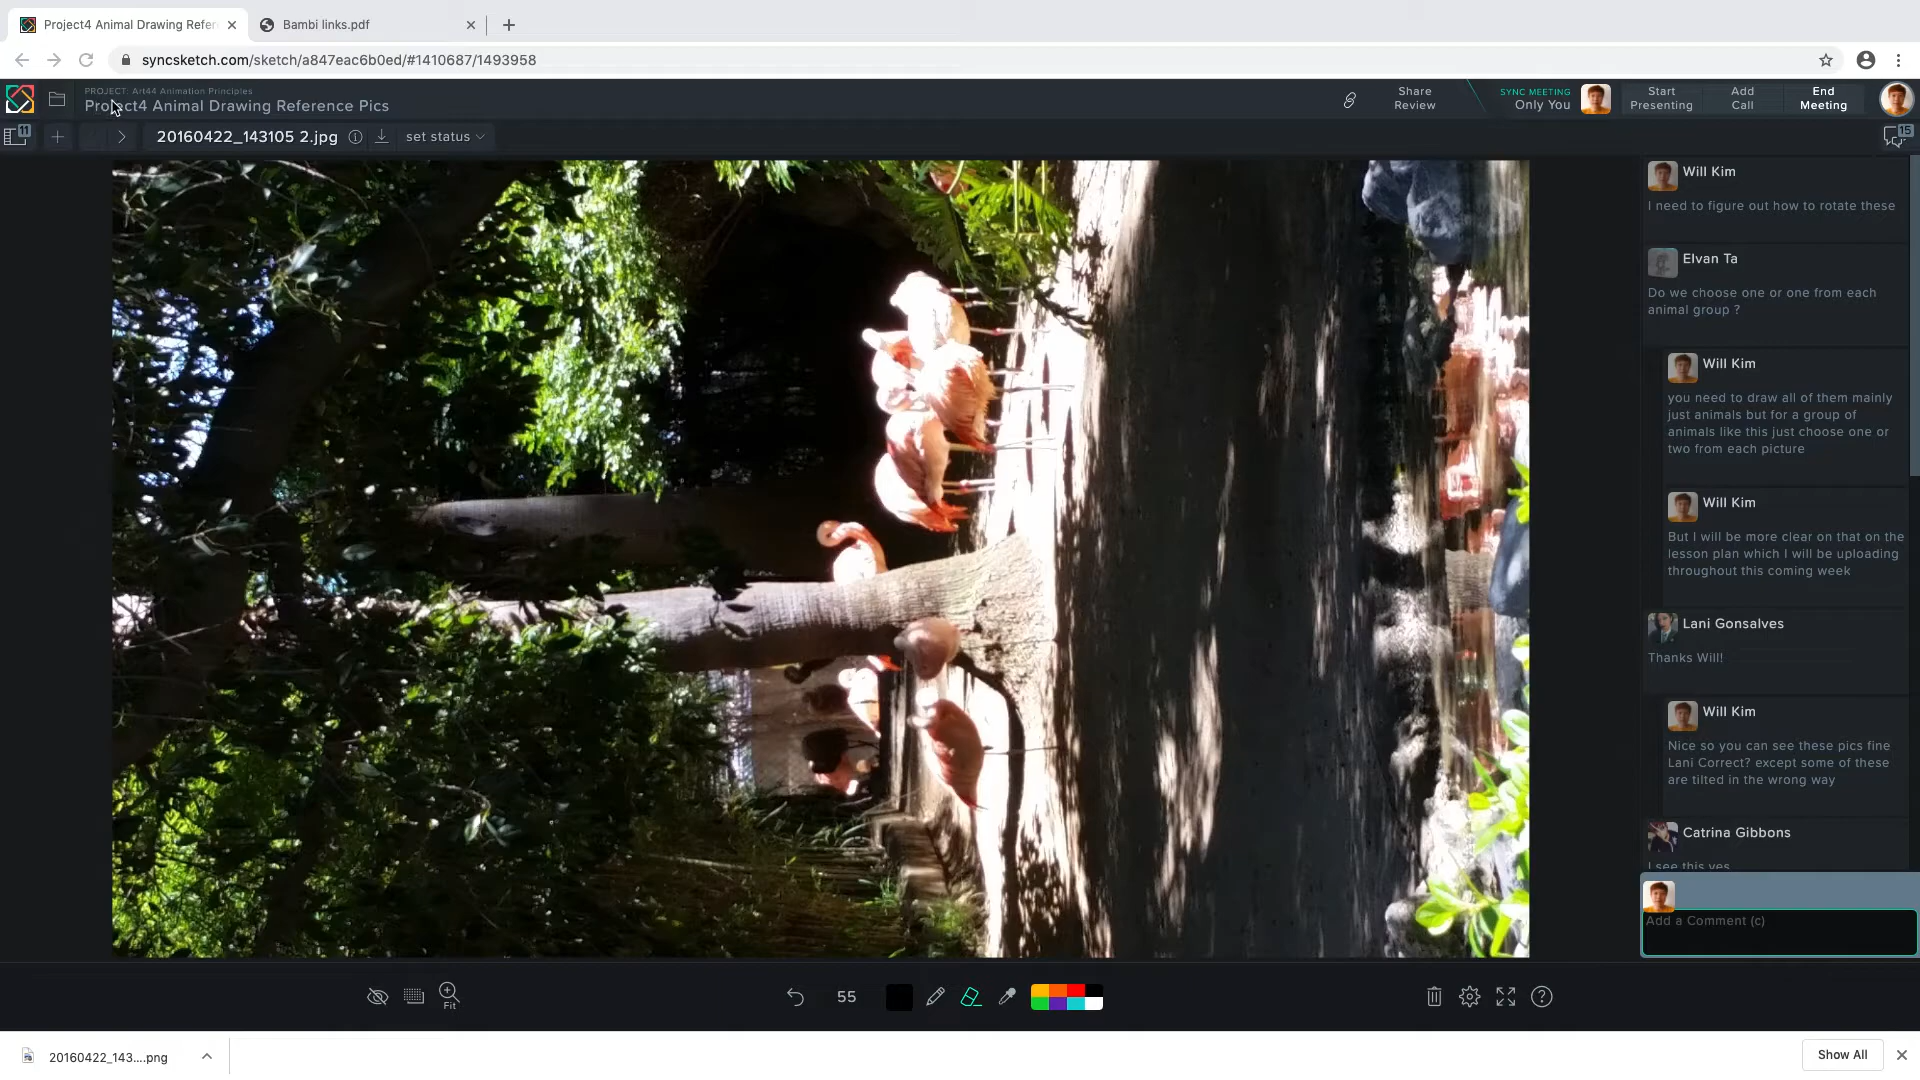 Project4 Animal Drawing Refer
Bambi links.pdf
syncsketch.com/sketch/a847eac6b0ed/#1410687/1493958
PROJECT: Art44 Animation Principles
Project4 Animal Drawing Reference Pics
Share
Review
SYNC MEETING
Only You
Start
Presenting
Add
Call
End
Meeting
11
20160422_143105 2.jpg
set status
15
Will Kim
I need to figure out how to rotate these
Elvan Ta
Do we choose one or one from each
animal group ?
Will Kim
you need to draw all of them mainly
just animals but for a group of
animals like this just choose one or
two from each picture
Will Kim
But I will be more clear on that on the
lesson plan which I will be uploading
throughout this coming week
Lani Gonsalves
Thanks Will!
Will Kim
Nice so you can see these pics fine
Lani Correct? except some of these
are tilted in the wrong way
Catrina Gibbons
I see this yes
Add a Comment (c)
Fit
55
20160422_143....png
Show All